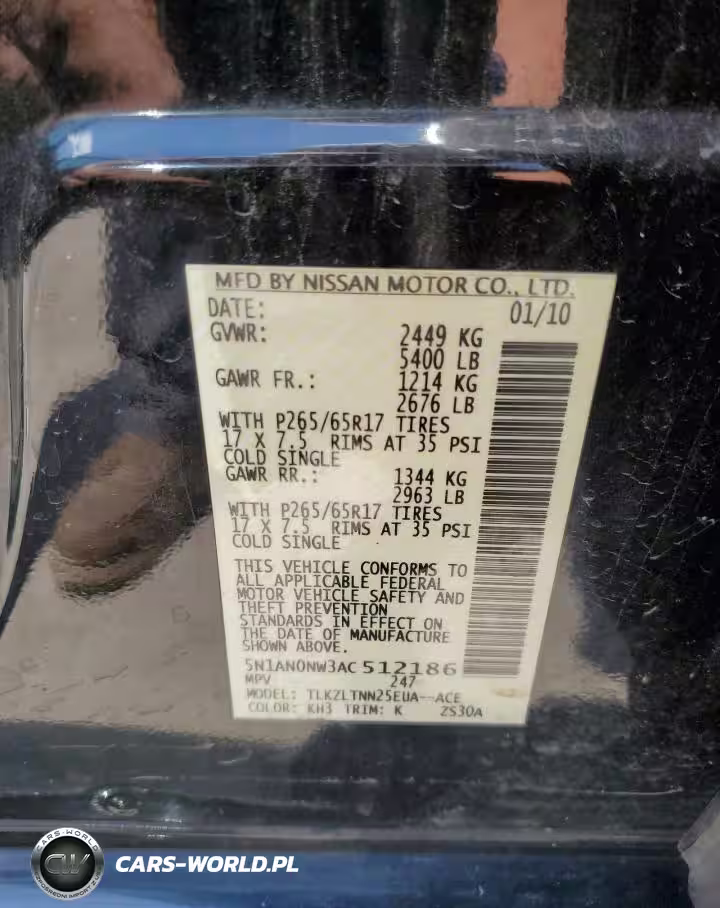 MFD BY NISSAN MOTOR CO., LTD.
DATE: 01/10
GVWR: 2449 KG
5400 LB
GAWR FR.: 1214 KG
2676 LB
WITH P265/65R17 TIRES
17 X 7.5 RIMS AT 35 PSI
COLD SINGLE
GAWR RR.: 1344 KG
2963 LB
WITH P265/65R17 TIRES
17 X 7.5 RIMS AT 35 PSI
COLD SINGLE
THIS VEHICLE CONFORMS TO
ALL APPLICABLE FEDERAL
MOTOR VEHICLE SAFETY AND
THEFT PREVENTION
STANDARDS IN EFFECT ON
THE DATE OF MANUFACTURE
SHOWN ABOVE.
5N1AN0NW3AC512186
MPV 247
MODEL: TLKZLTNN25EUA--ACE
COLOR: KH3 TRIM: K ZS30A
CARS-WORLD
CW
CARS-WORLD.PL